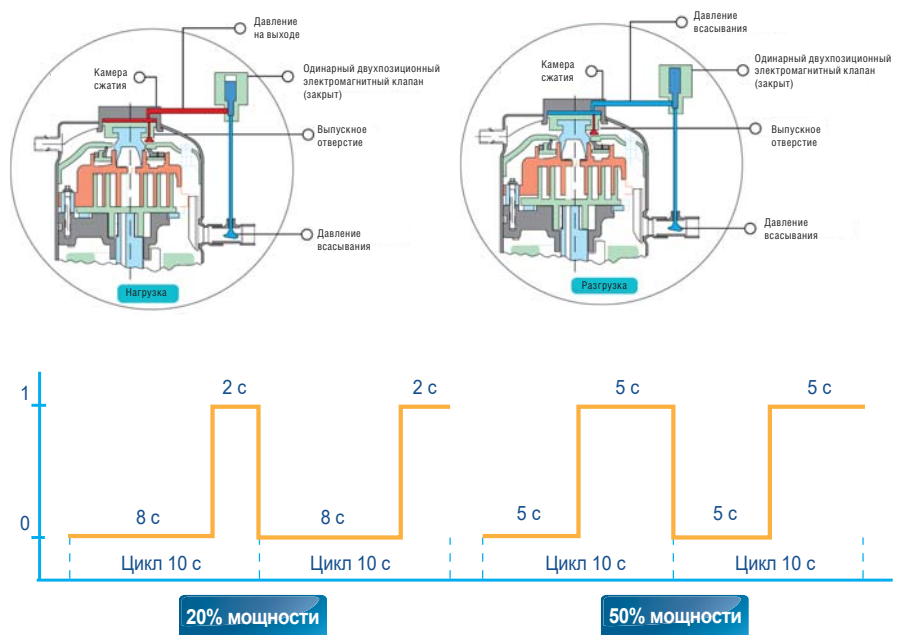 Давление
на выходе
Камера
сжатия
Одинарный двухпозиционный
электромагнитный клапан
(закрыт)
Выпускное
отверстие
Давление
всасывания
Нагрузка
Давление
всасывания
Камера
сжатия
Одинарный двухпозиционный
электромагнитный клапан
(закрыт)
Выпускное
отверстие
Давление
всасывания
Разгрузка
1
0
2 с
2 с
5 с
5 с
8 с
8 с
5 с
5 с
Цикл 10 с
Цикл 10 с
Цикл 10 с
Цикл 10 с
20% мощности
50% мощности